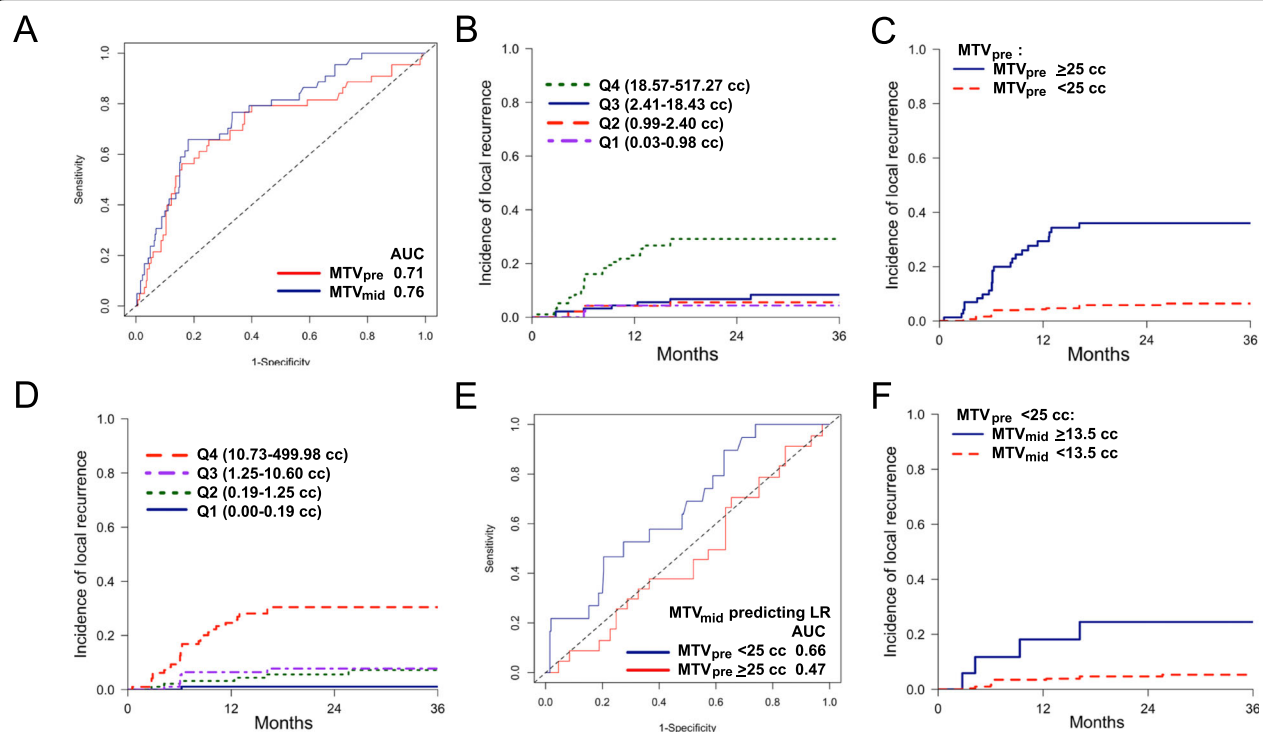 A
1.0
0.8
0.6
0.4
0.2
0.0
Sensitivity
AUC
MTVpre 0.71
MTVmid 0.76
0.0 0.2 0.4 0.6 0.8 1.0
1-Specificity
B
1.0
0.8
0.6
0.4
0.2
0.0
Incidence of local recurrence
Q4 (18.57-517.27 cc)
Q3 (2.41-18.43 cc)
Q2 (0.99-2.40 cc)
Q1 (0.03-0.98 cc)
0 12 24 36
Months
C
1.0
0.8
0.6
0.4
0.2
0.0
Incidence of local recurrence
MTVpre :
MTVpre ≥25 cc
MTVpre <25 cc
0 12 24 36
Months
D
1.0
0.8
0.6
0.4
0.2
0.0
Incidence of local recurrence
Q4 (10.73-499.98 cc)
Q3 (1.25-10.60 cc)
Q2 (0.19-1.25 cc)
Q1 (0.00-0.19 cc)
0 12 24 36
Months
E
1.0
0.8
0.6
0.4
0.2
0.0
Sensitivity
MTVmid predicting LR
AUC
MTVpre <25 cc 0.66
MTVpre ≥25 cc 0.47
0.0 0.2 0.4 0.6 0.8 1.0
1-Specificity
F
1.0
0.8
0.6
0.4
0.2
0.0
Incidence of local recurrence
MTVpre <25 cc:
MTVmid ≥13.5 cc
MTVmid <13.5 cc
0 12 24 36
Months